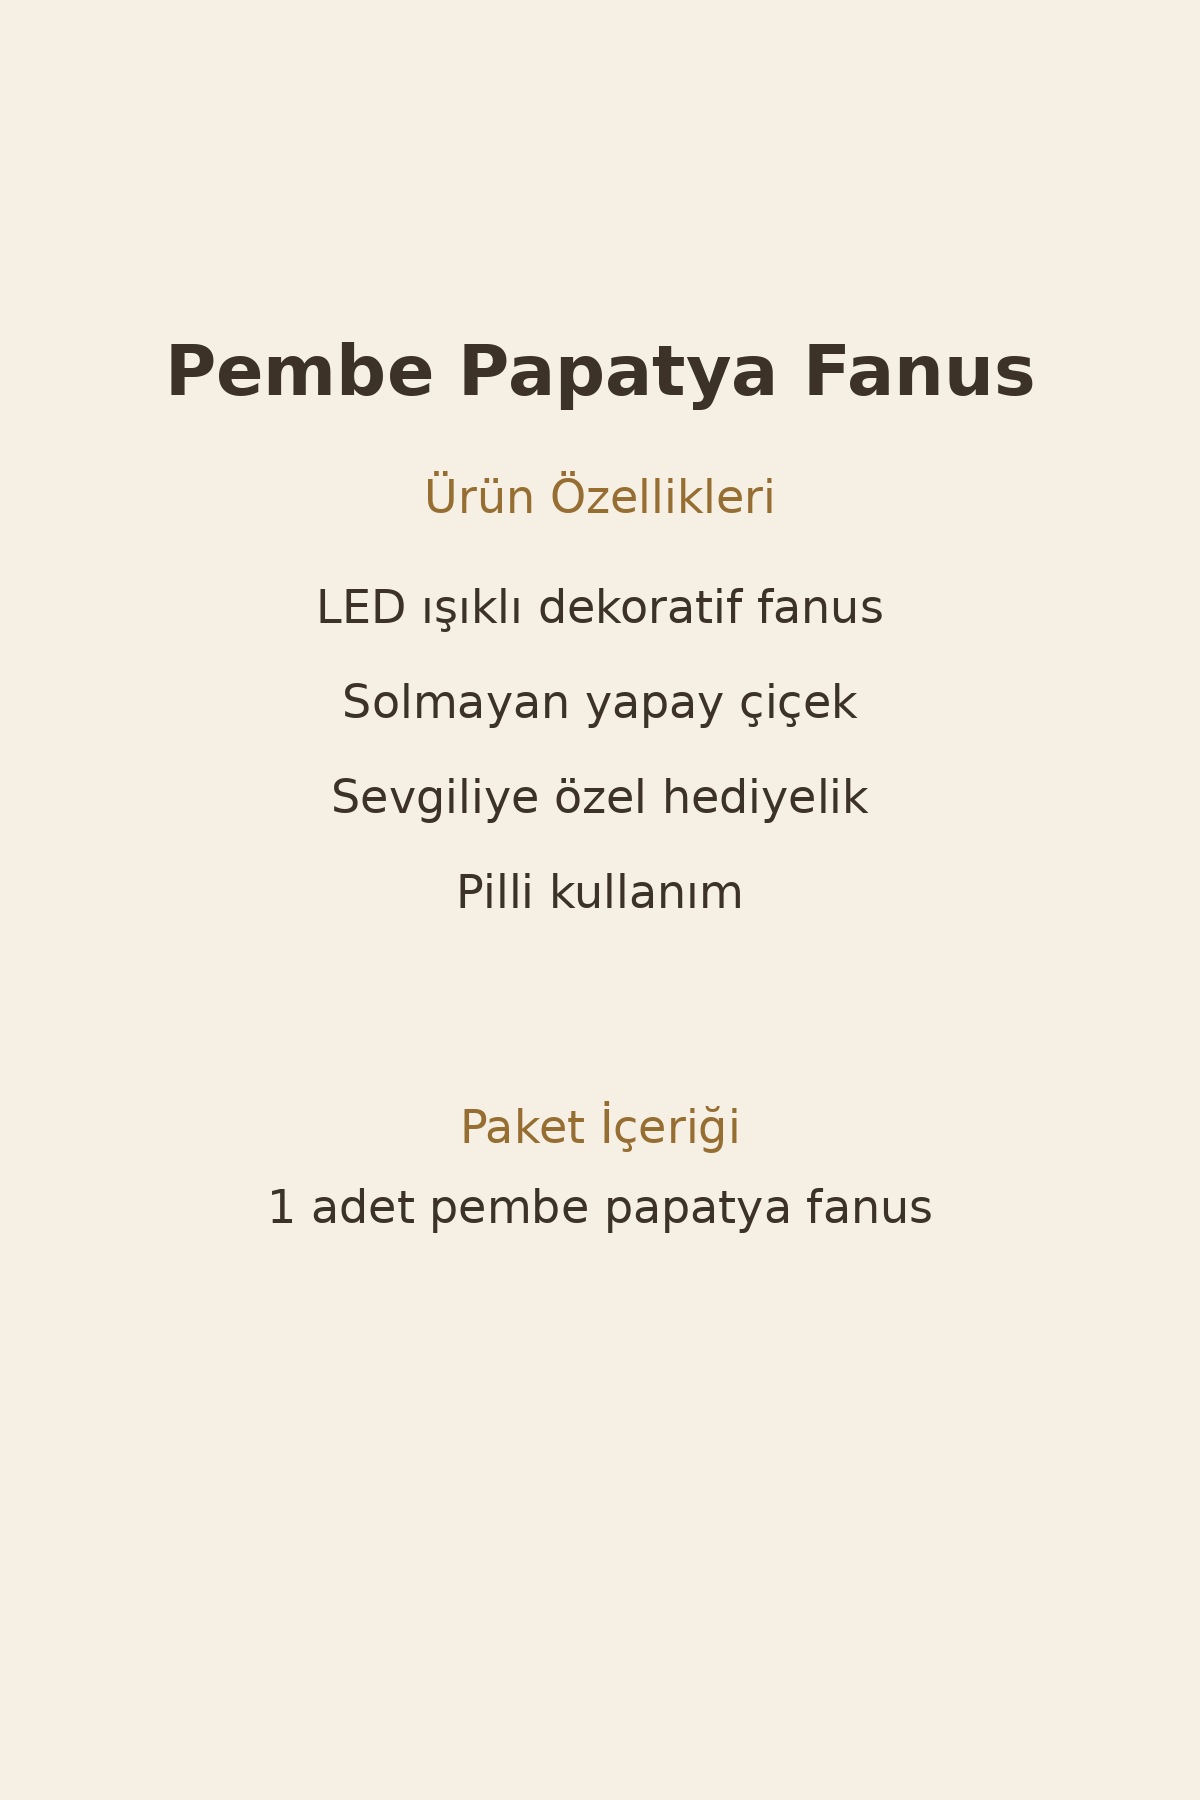 Pembe Papatya Fanus
Ürün Özellikleri
LED ışıklı dekoratif fanus
Solmayan yapay çiçek
Sevgiliye özel hediyelik
Pilli kullanım
Paket İçeriği
1 adet pembe papatya fanus